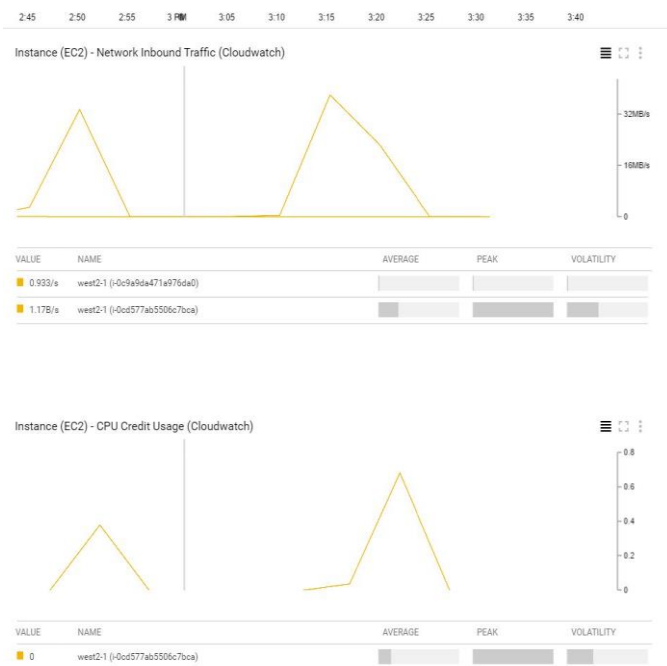 2:45 2:50 2:55 3 PM 3:05 3:10 3:15 3:20 3:25 3:30 3:35 3:40
Instance (EC2) - Network Inbound Traffic (Cloudwatch)
32MB/s
16MB/s
0
VALUE NAME AVERAGE PEAK VOLATILITY
0.933/s west2-1 (i-0c9a9da471a976da0)
1.17B/s west2-1 (i-0cd577ab5506c7bca)
Instance (EC2) - CPU Credit Usage (Cloudwatch)
0.8
0.6
0.4
0.2
0
VALUE NAME AVERAGE PEAK VOLATILITY
0 west2-1 (i-0cd577ab5506c7bca)